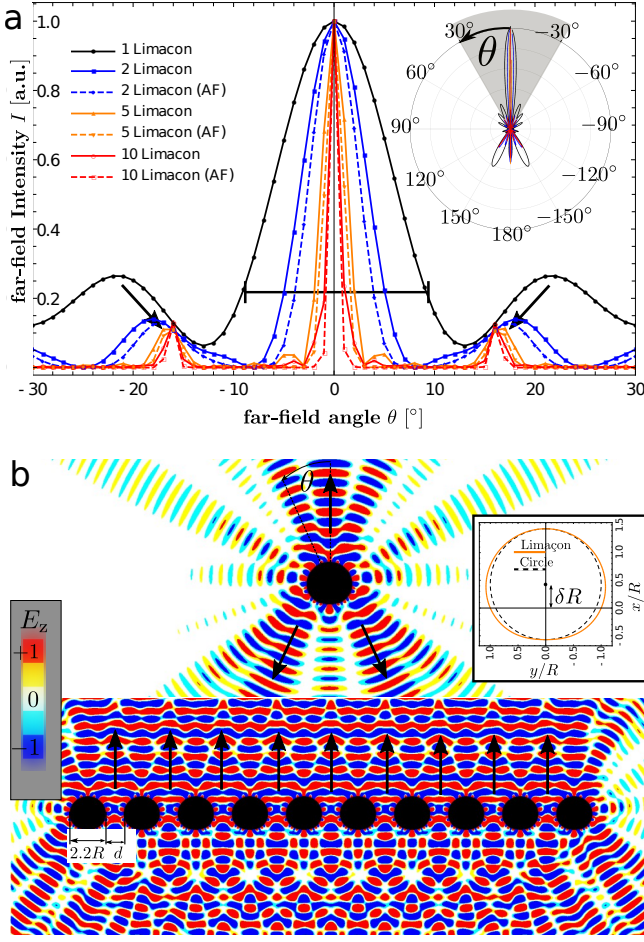 a
far-field Intensity I [a.u.]
1.0
0.8
0.6
0.4
0.2
0
1 Limacon
2 Limacon
2 Limacon (AF)
5 Limacon
5 Limacon (AF)
10 Limacon
10 Limacon (AF)
30°
-30°
θ
60°
-60°
90°
-90°
120°
-120°
150°
-150°
180°
-30
-20
-10
0
10
20
30
far-field angle θ [°]
b
θ
E_z
+1
0
-1
Limaçon
Circle
δR
1.5
1.0
0.5
0.0
-0.5
x/R
1.0
0.5
0.0
-0.5
-1.0
y/R
2.2R
d